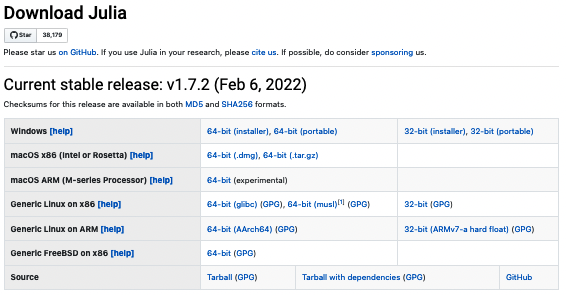 Download Julia
Star 38,179
Please star us on GitHub. If you use Julia in your research, please cite us. If possible, do consider sponsoring us.
Current stable release: v1.7.2 (Feb 6, 2022)
Checksums for this release are available in both MD5 and SHA256 formats.
Windows [help] 64-bit (installer), 64-bit (portable) 32-bit (installer), 32-bit (portable)
macOS x86 (Intel or Rosetta) [help] 64-bit (.dmg), 64-bit (.tar.gz)
macOS ARM (M-series Processor) [help] 64-bit (experimental)
Generic Linux on x86 [help] 64-bit (glibc) (GPG), 64-bit (musl)[1] (GPG) 32-bit (GPG)
Generic Linux on ARM [help] 64-bit (AArch64) (GPG) 32-bit (ARMv7-a hard float) (GPG)
Generic FreeBSD on x86 [help] 64-bit (GPG)
Source Tarball (GPG) Tarball with dependencies (GPG) GitHub